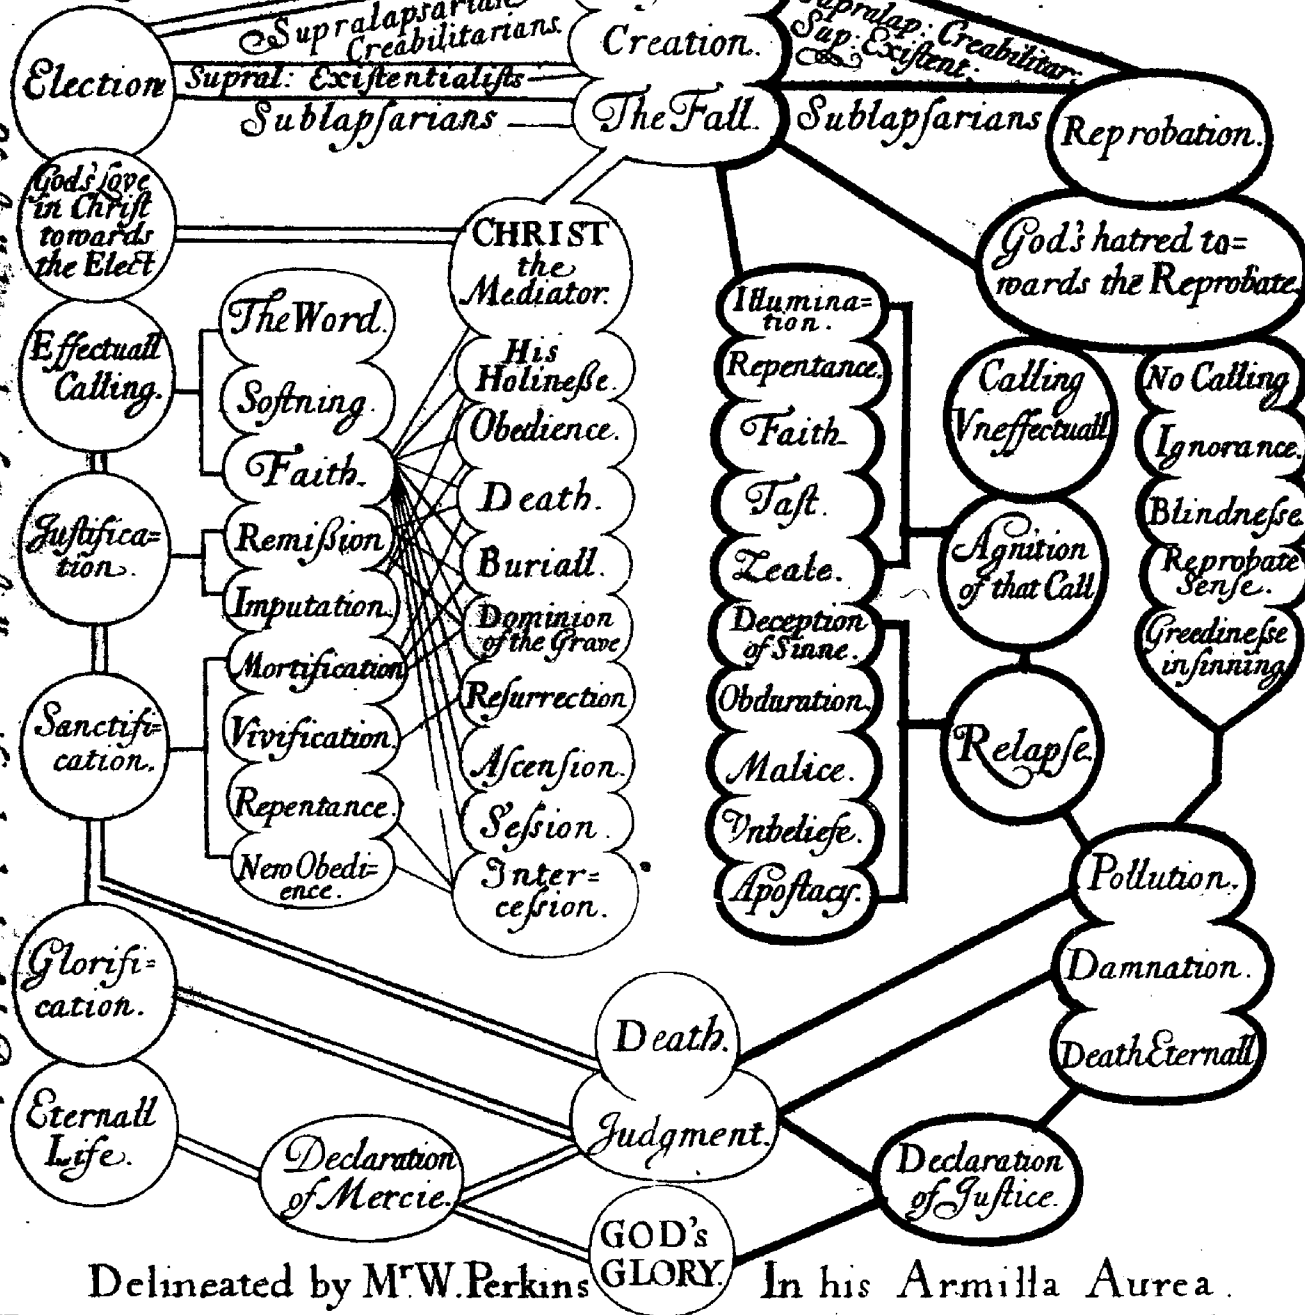 Supralapsarian
Creabilitarians.
Supral: Exiſtentialiſts
Sublapſarians
Creation.
The Fall.
Supralap: Creabilitar:
Sup: Exiſtent:
Sublapſarians
Election
God's love
in Chriſt
towards
the Elect
Effectuall
Calling.
Juſtifica=
tion.
Sanctifi=
cation.
Glorifi=
cation.
Eternall
Life.
The Word.
Softning.
Faith.
Remiſsion
Imputation.
Mortification
Vivification.
Repentance.
New Obedi=
ence.
CHRIST
the
Mediator.
His
Holineſse.
Obedience.
Death.
Buriall.
Dominion
of the Grave
Reſurrection
Aſcenſion.
Seſsion.
Inter=
ceſsion.
Illumina=
tion.
Repentance.
Faith.
Taſt.
Zeale.
Deception
of Sinne.
Obduration.
Malice.
Vnbeliefe.
Apoſtacy.
Reprobation.
God's hatred to=
wards the Reprobate.
Calling
Vneffectuall
Agnition
of that Call
Relapſe.
No Calling
Ignorance.
Blindneſse
Reprobate
Senſe.
Greedineſse
in ſinning
Pollution.
Damnation.
Death Eternall
Death.
Judgment.
Declaration
of Mercie.
Declaration
of Juſtice.
GOD's
GLORY.
Delineated by Mr W. Perkins In his Armilla Aurea.